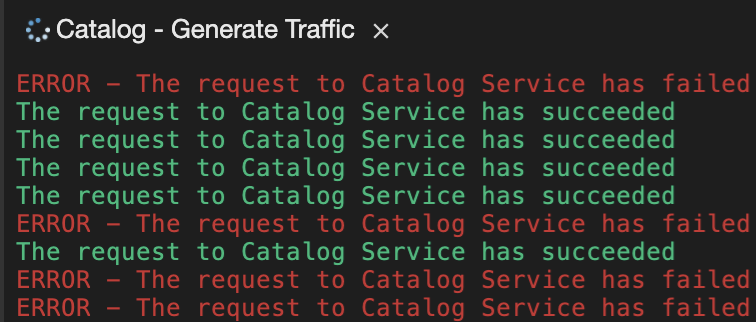 Catalog - Generate Traffic ×
ERROR – The request to Catalog Service has failed
The request to Catalog Service has succeeded
The request to Catalog Service has succeeded
The request to Catalog Service has succeeded
The request to Catalog Service has succeeded
ERROR – The request to Catalog Service has failed
The request to Catalog Service has succeeded
ERROR – The request to Catalog Service has failed
ERROR – The request to Catalog Service has failed